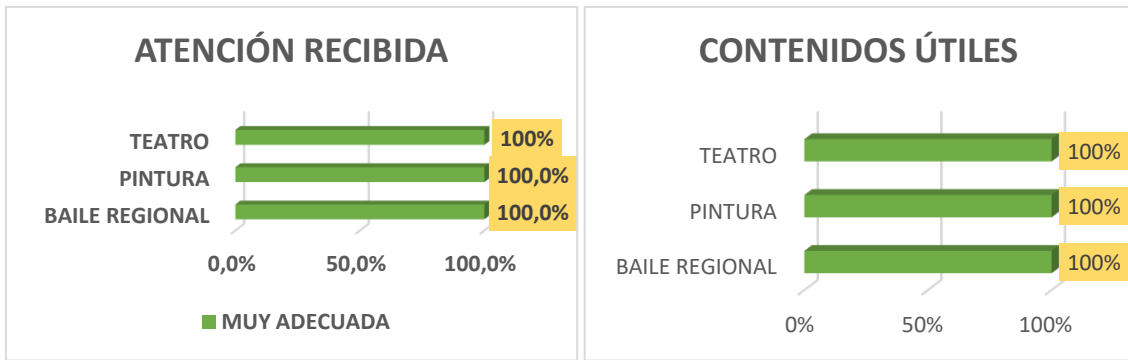 ATENCIÓN RECIBIDA
TEATRO 100%
PINTURA 100,0%
BAILE REGIONAL 100,0%
0,0% 50,0% 100,0%
MUY ADECUADA
CONTENIDOS ÚTILES
TEATRO 100%
PINTURA 100%
BAILE REGIONAL 100%
0% 50% 100%